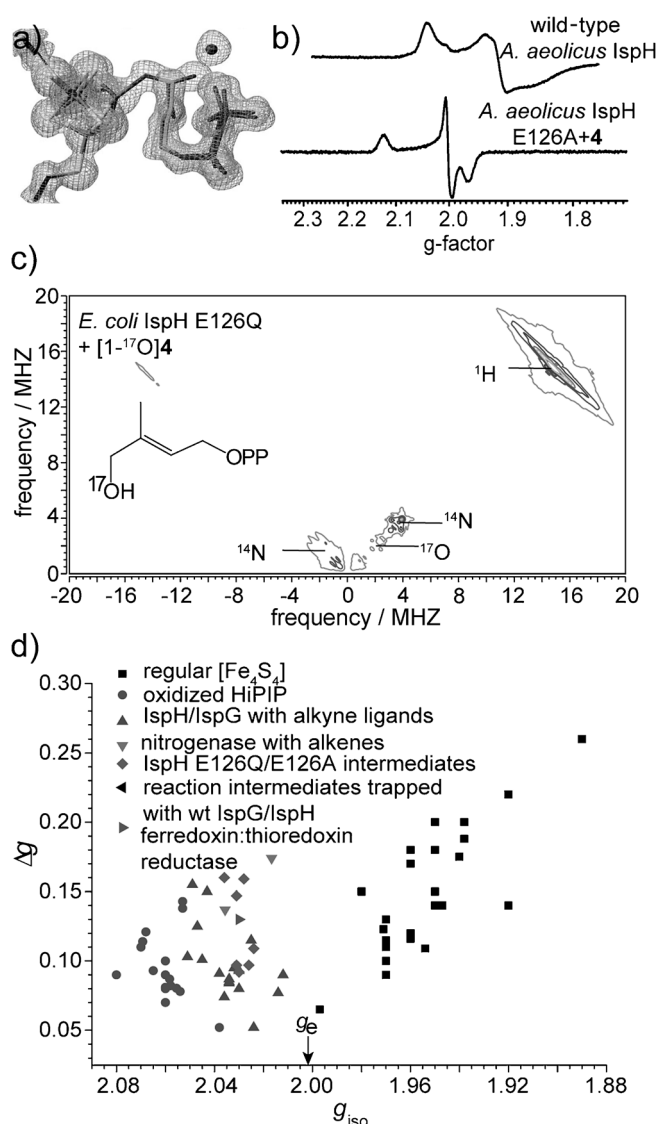 a)
b)
wild-type
A. aeolicus IspH
A. aeolicus IspH
E126A+4
2.3 2.2 2.1 2.0 1.9 1.8
g-factor
c)
20
16
12
8
4
0
frequency / MHZ
E. coli IspH E126Q
+ [1-¹⁷O]4
OPP
¹⁷OH
¹H
¹⁴N
¹⁴N
¹⁷O
-20 -16 -12 -8 -4 0 4 8 12 16 20
frequency / MHZ
d)
regular [Fe₄S₄]
oxidized HiPIP
IspH/IspG with alkyne ligands
nitrogenase with alkenes
IspH E126Q/E126A intermediates
reaction intermediates trapped
with wt IspG/IspH
ferredoxin:thioredoxin
reductase
0.30
0.25
0.20
0.15
0.10
0.05
Δg
gₑ
2.08 2.04 2.00 1.96 1.92 1.88
g_iso